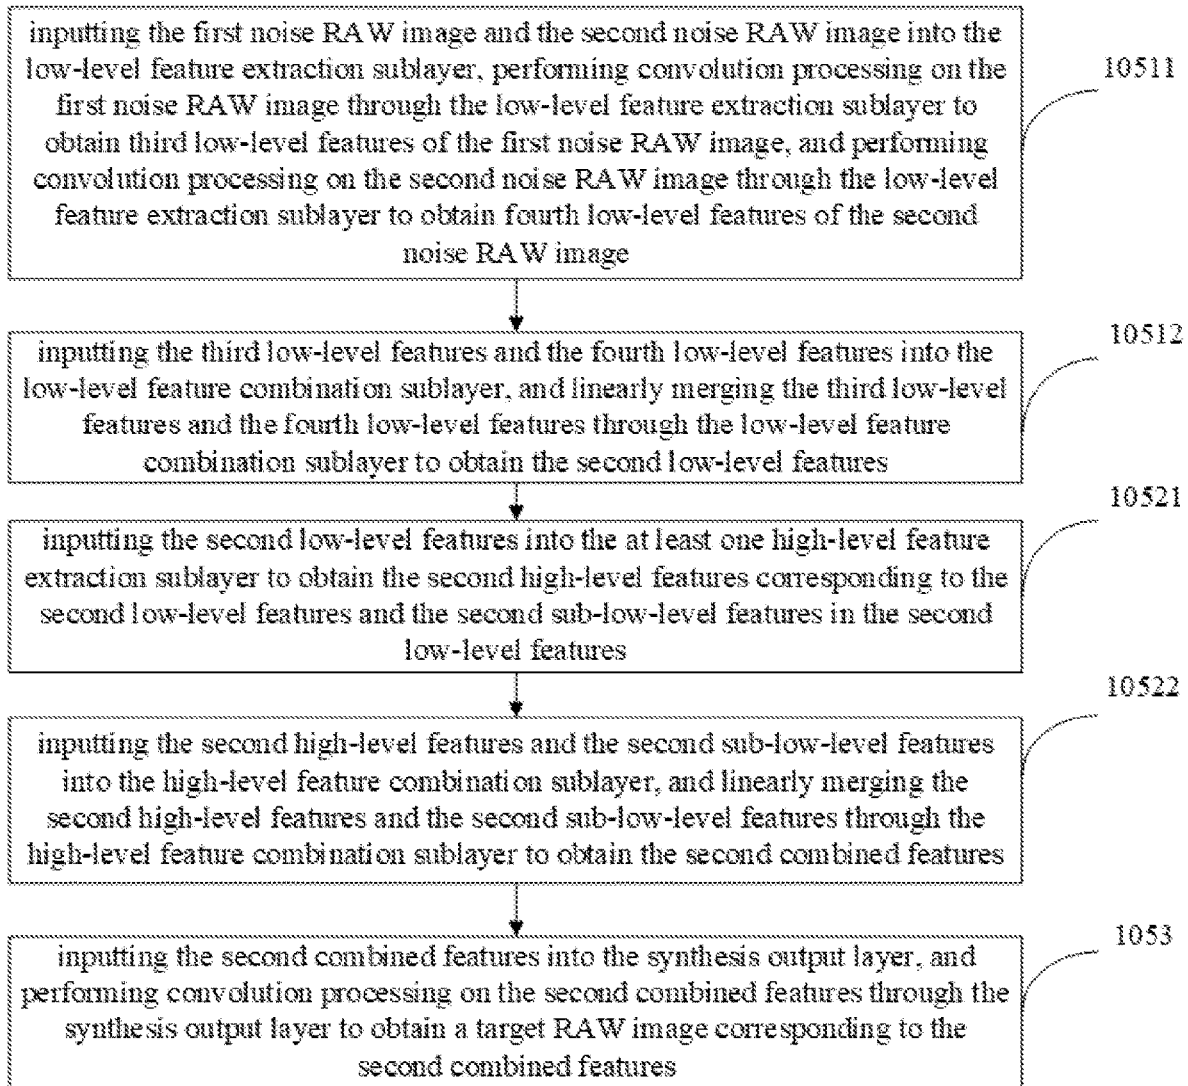 inputting the first noise RAW image and the second noise RAW image into the
low-level feature extraction sublayer, performing convolution processing on the
first noise RAW image through the low-level feature extraction sublayer to
obtain third low-level features of the first noise RAW image, and performing
convolution processing on the second noise RAW image through the low-level
feature extraction sublayer to obtain fourth low-level features of the second
noise RAW image
10511
inputting the third low-level features and the fourth low-level features into the
low-level feature combination sublayer, and linearly merging the third low-level
features and the fourth low-level features through the low-level feature
combination sublayer to obtain the second low-level features
10512
inputting the second low-level features into the at least one high-level feature
extraction sublayer to obtain the second high-level features corresponding to the
second low-level features and the second sub-low-level features in the second
low-level features
10521
inputting the second high-level features and the second sub-low-level features
into the high-level feature combination sublayer, and linearly merging the
second high-level features and the second sub-low-level features through the
high-level feature combination sublayer to obtain the second combined features
10522
inputting the second combined features into the synthesis output layer, and
performing convolution processing on the second combined features through the
synthesis output layer to obtain a target RAW image corresponding to the
second combined features
1053